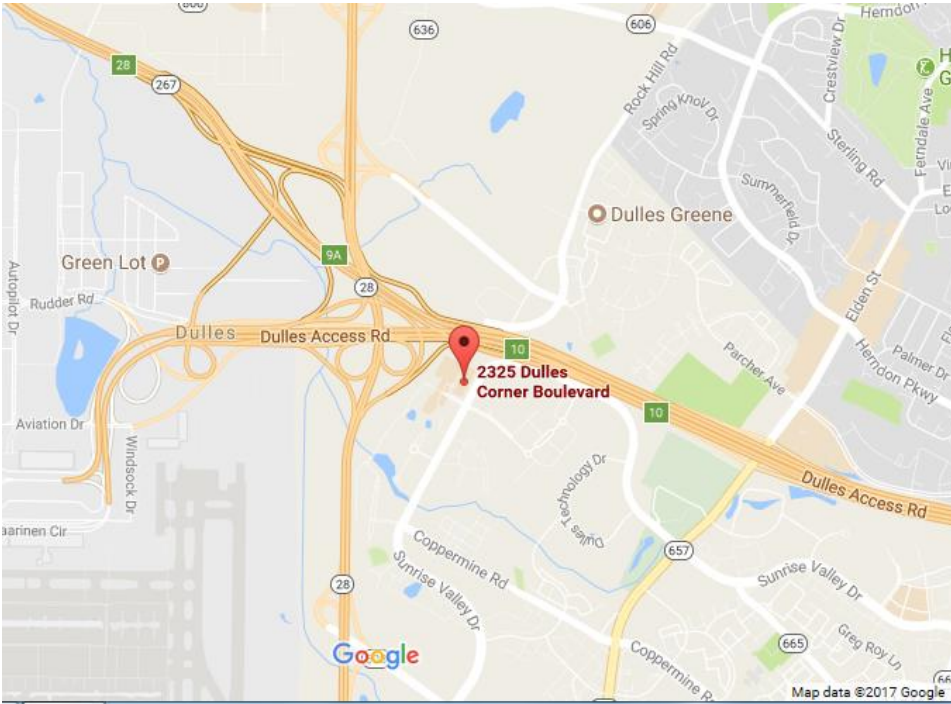 636
606
Herndon
28
267
Rock Hill Rd
Crestview Dr
Spring Knoll Dr
Sterling Rd
Ferndale Ave
Summerfield Dr
Dulles Greene
Green Lot P
9A
28
Autopilot Dr
Rudder Rd
Dulles
Dulles Access Rd
Elden St
10
Parcher Ave
Palmer Dr
Herndon Pkwy
2325 Dulles
Corner Boulevard
10
Aviation Dr
Windsock Dr
Dulles Access Rd
Dulles Technology Dr
aarinen Cir
657
Coppermine Rd
Sunrise Valley Dr
Sunrise Valley Dr
28
665
Greg Roy Ln
Coppermine Rd
Google
Map data ©2017 Google